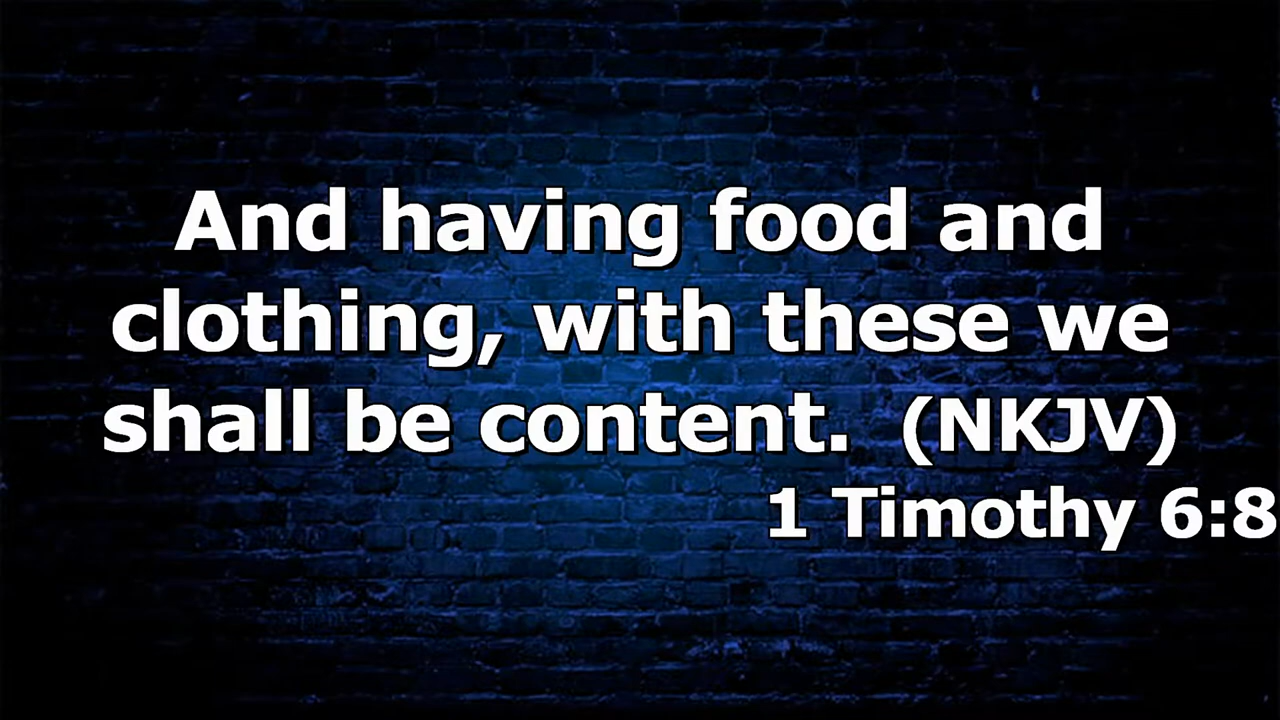 And having food and
clothing, with these we
shall be content.  (NKJV)
1 Timothy 6:8